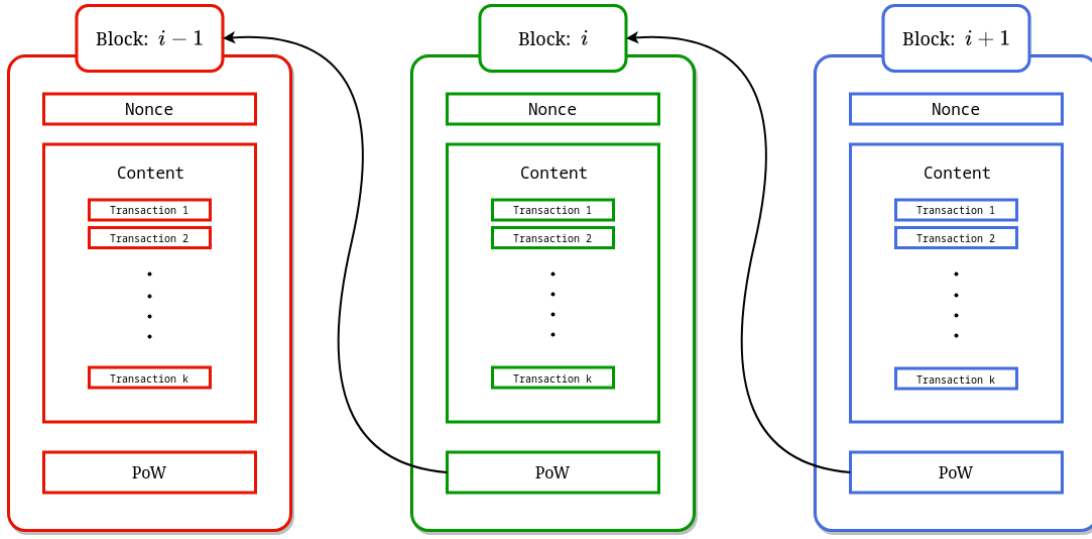 Block: i − 1
Nonce
Content
Transaction 1
Transaction 2
Transaction k
PoW
Block: i
Nonce
Content
Transaction 1
Transaction 2
Transaction k
PoW
Block: i + 1
Nonce
Content
Transaction 1
Transaction 2
Transaction k
PoW